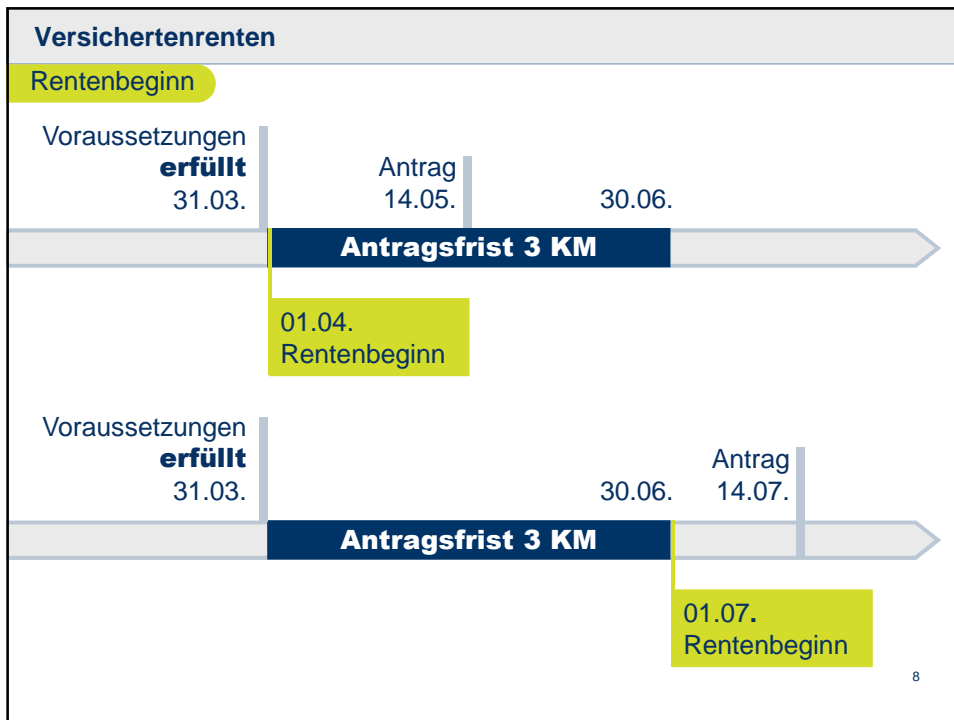 Versichertenrenten
Rentenbeginn
Voraussetzungen
erfüllt
31.03.
Antrag
14.05.
30.06.
Antragsfrist 3 KM
01.04.
Rentenbeginn
Voraussetzungen
erfüllt
31.03.
30.06.
Antrag
14.07.
Antragsfrist 3 KM
01.07.
Rentenbeginn
8